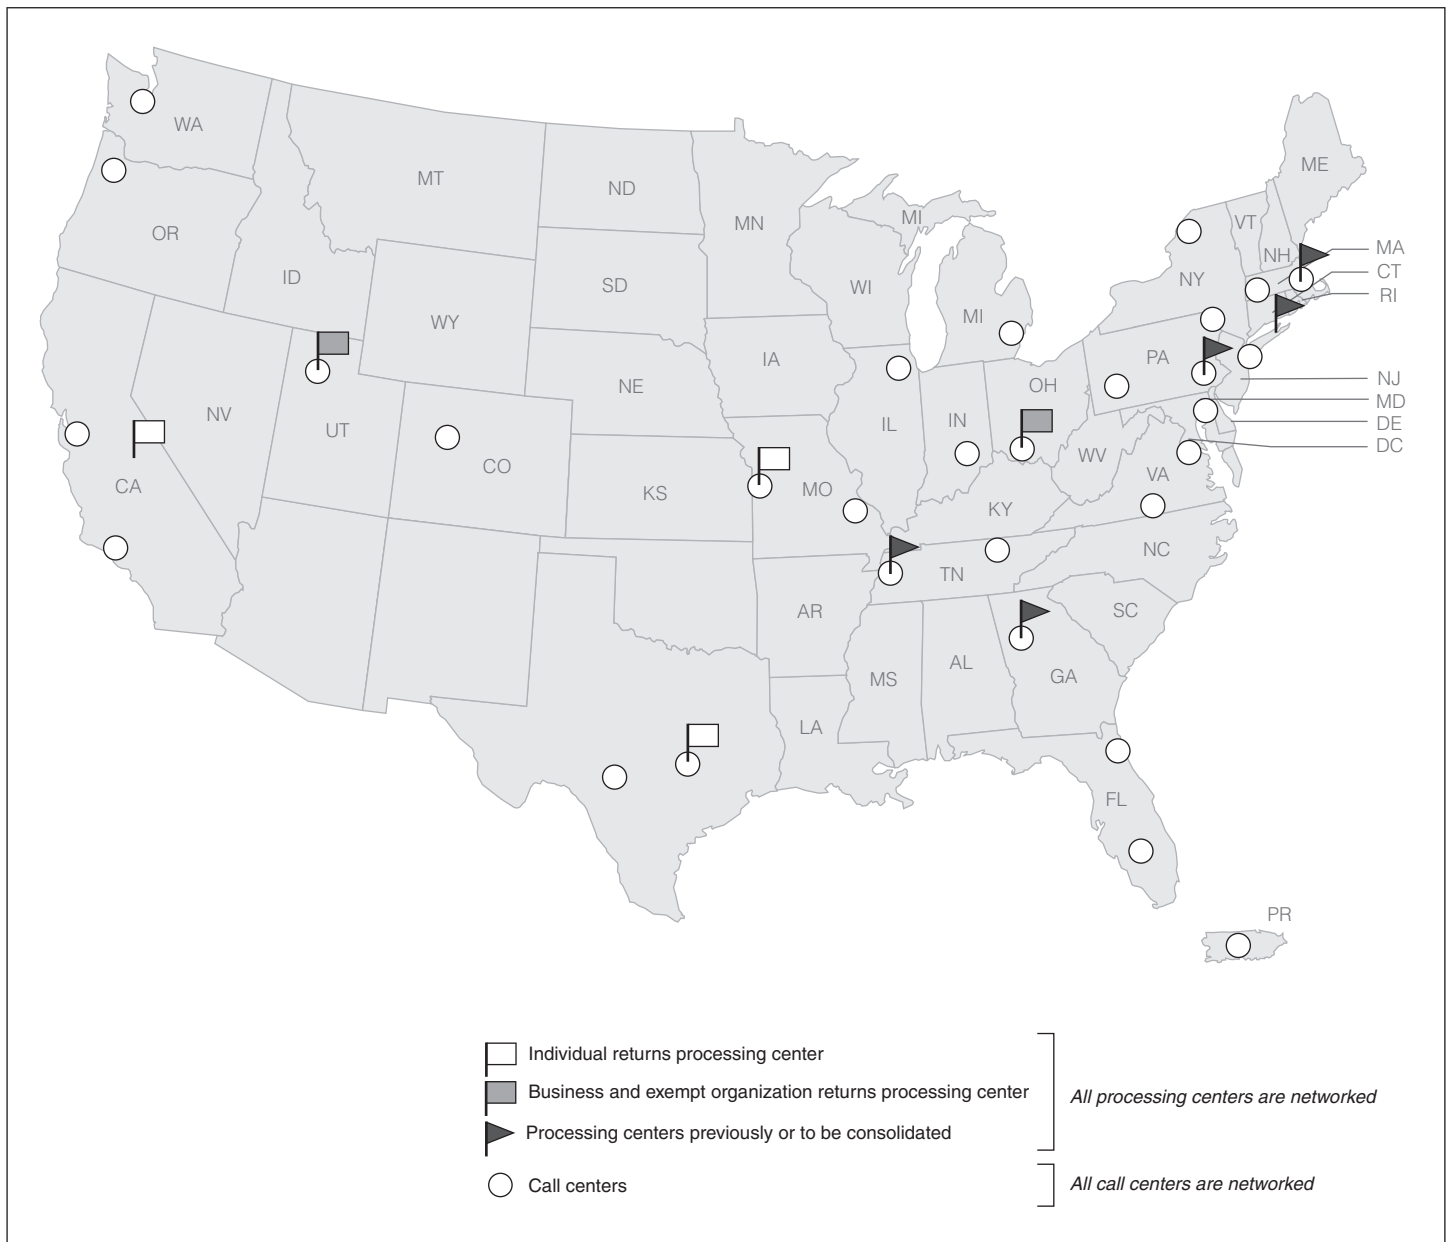 WA
MT
ND
MN
ME
OR
ID
SD
WI
MI
VT
NH
MA
NY
CT
RI
WY
MI
IA
PA
NE
OH
NJ
NV
UT
IL
IN
MD
DE
DC
CO
WV
CA
KS
MO
VA
KY
NC
TN
AR
SC
MS
AL
GA
LA
FL
PR
Individual returns processing center
Business and exempt organization returns processing center
All processing centers are networked
Processing centers previously or to be consolidated
Call centers
All call centers are networked